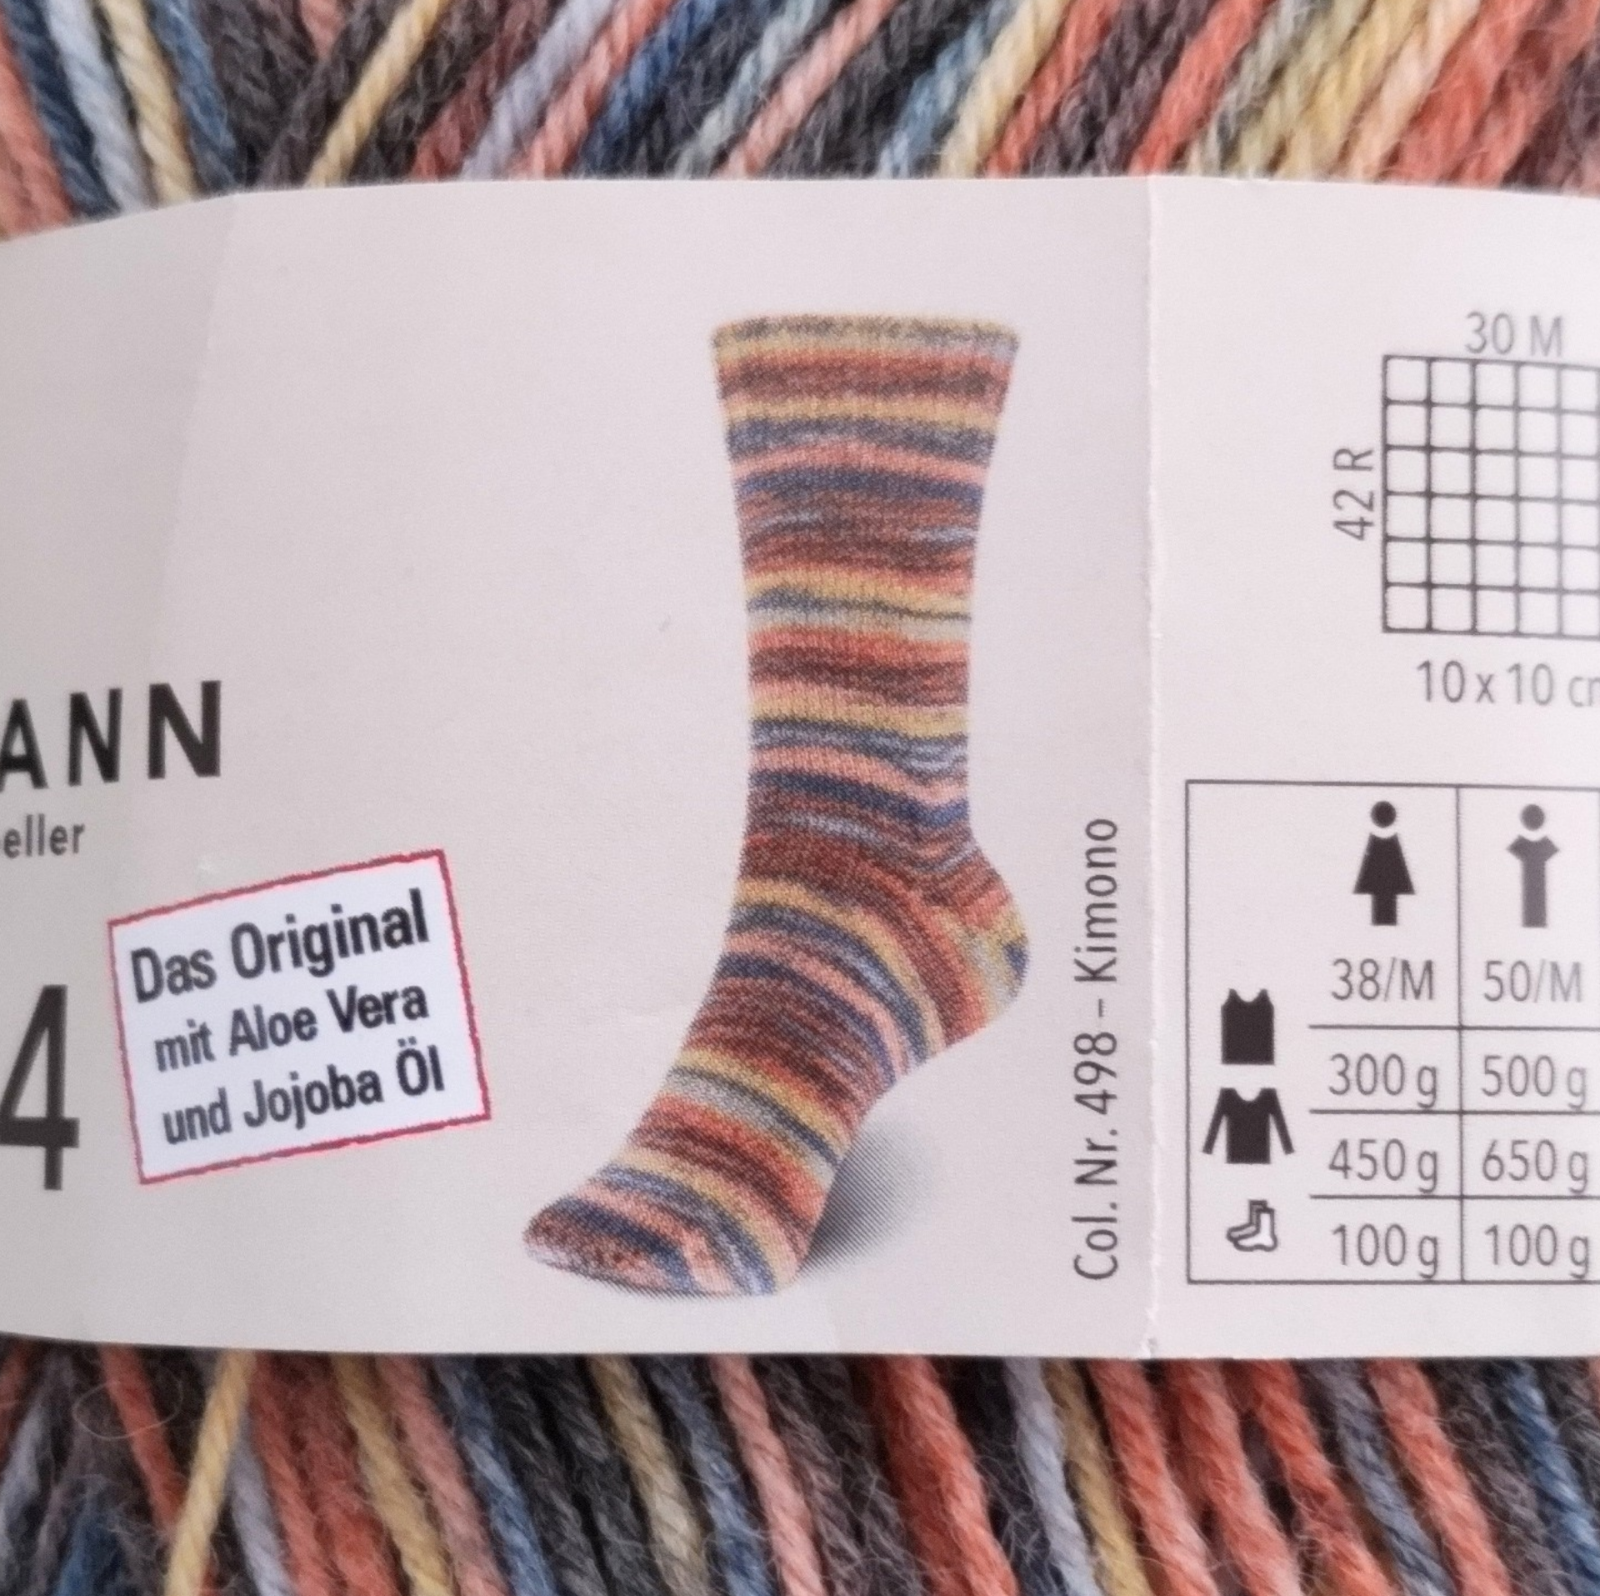 ANN
eller
4
Das Original
mit Aloe Vera
und Jojoba Öl
Col. Nr. 498 – Kimono
30 M
42 R
10 x 10 cm
38/M 50/M
300 g 500 g
450 g 650 g
100 g 100 g